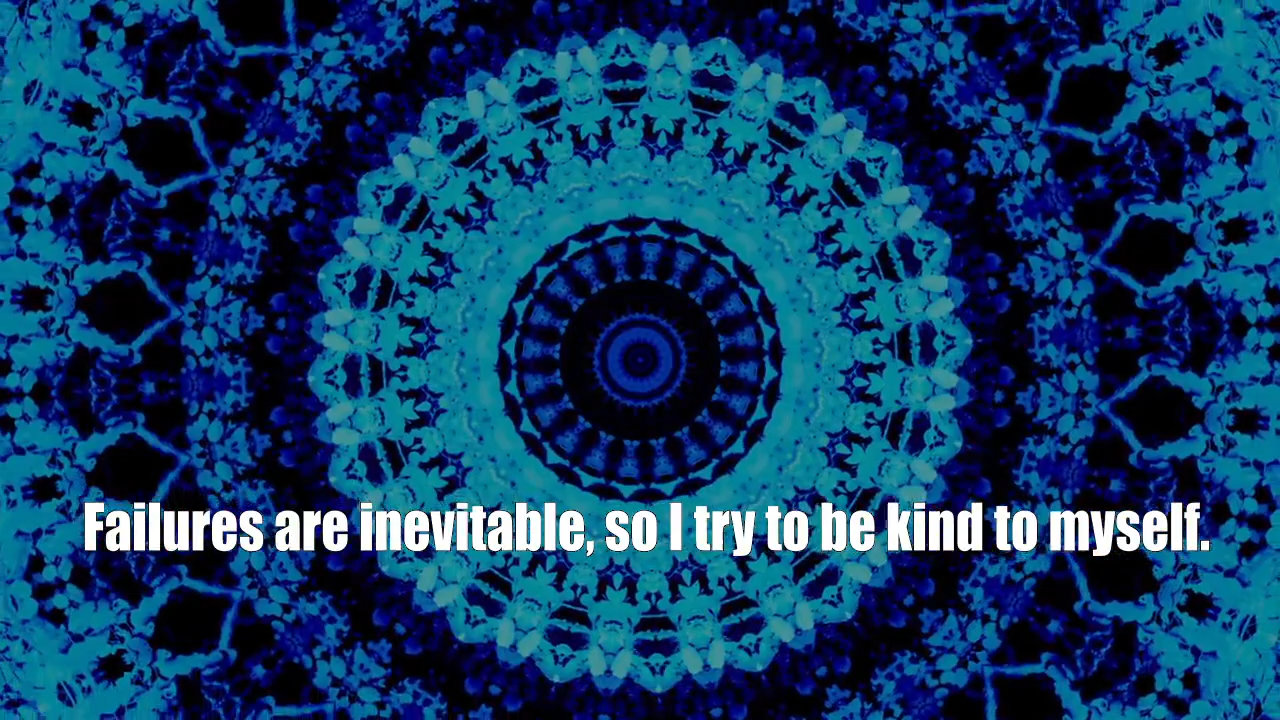 Failures are inevitable, so I try to be kind to myself.